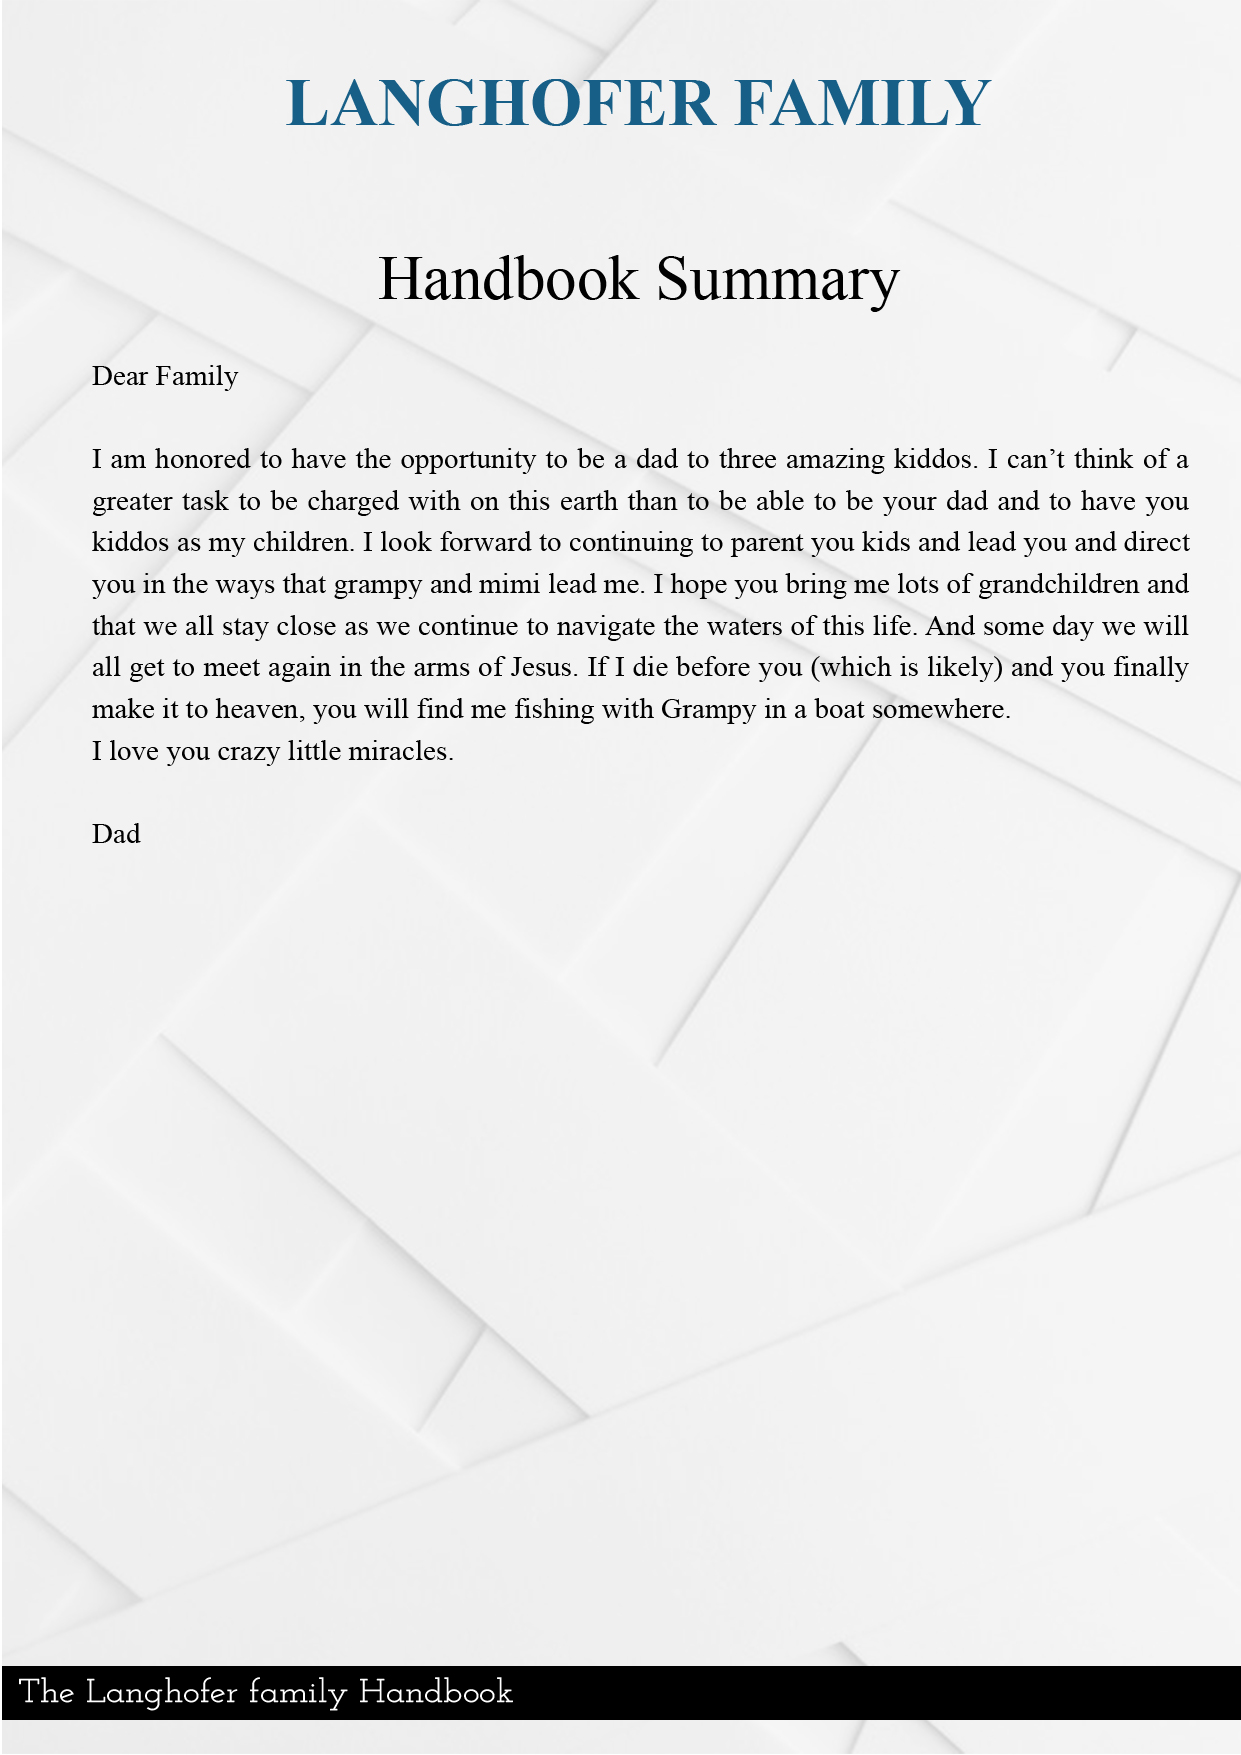 LANGHOFER FAMILY
Handbook Summary
Dear Family
I am honored to have the opportunity to be a dad to three amazing kiddos. I can’t think of a
greater task to be charged with on this earth than to be able to be your dad and to have you
kiddos as my children. I look forward to continuing to parent you kids and lead you and direct
you in the ways that grampy and mimi lead me. I hope you bring me lots of grandchildren and
that we all stay close as we continue to navigate the waters of this life. And some day we will
all get to meet again in the arms of Jesus. If I die before you (which is likely) and you finally
make it to heaven, you will find me fishing with Grampy in a boat somewhere.
I love you crazy little miracles.
Dad
The Langhofer family Handbook